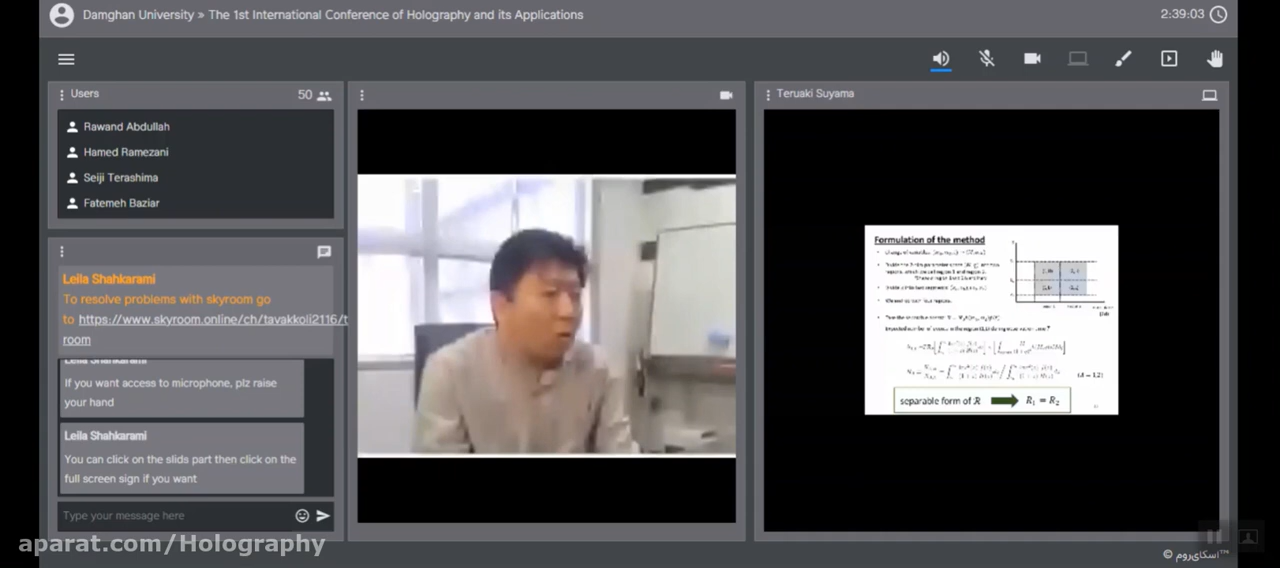 Damghan University » The 1st International Conference of Holography and its Applications
2:39:03
Users
50
Rawand Abdullah
Hamed Ramezani
Seiji Terashima
Fatemeh Baziar
Leila Shahkarami
To resolve problems with skyroom go
to https://www.skyroom.online/ch/tavakkoli2116/t
room
Leila Shahkarami
If you want access to microphone, plz raise
your hand
Leila Shahkarami
You can click on the slids part then click on the
full screen sign if you want
Type your message here
Teruaki Suyama
Formulation of the method
separable form of R
R₁ = R₂
aparat.com/Holography
© اسکای‌روم™